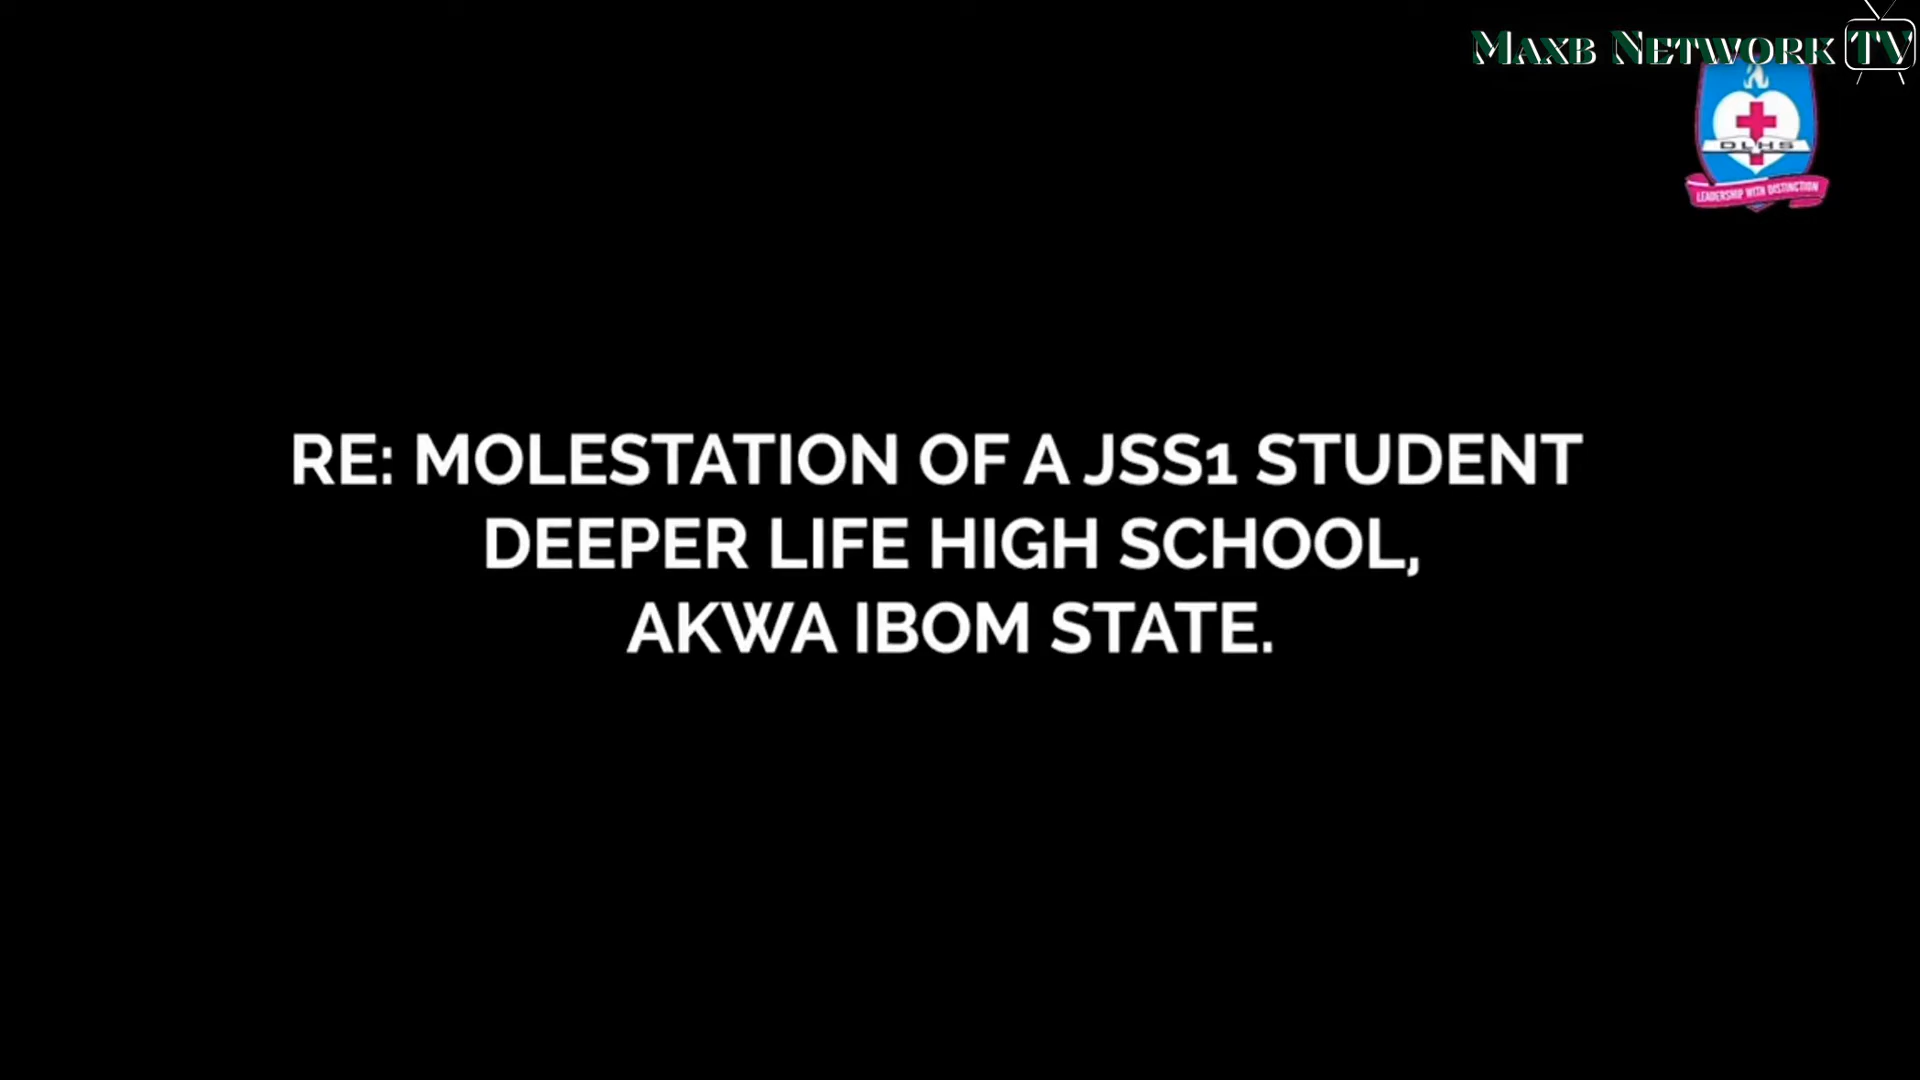 MAXB NETWORK TV
DLHS
LEADERSHIP WITH DISTINCTION
RE: MOLESTATION OF A JSS1 STUDENT
DEEPER LIFE HIGH SCHOOL,
AKWA IBOM STATE.